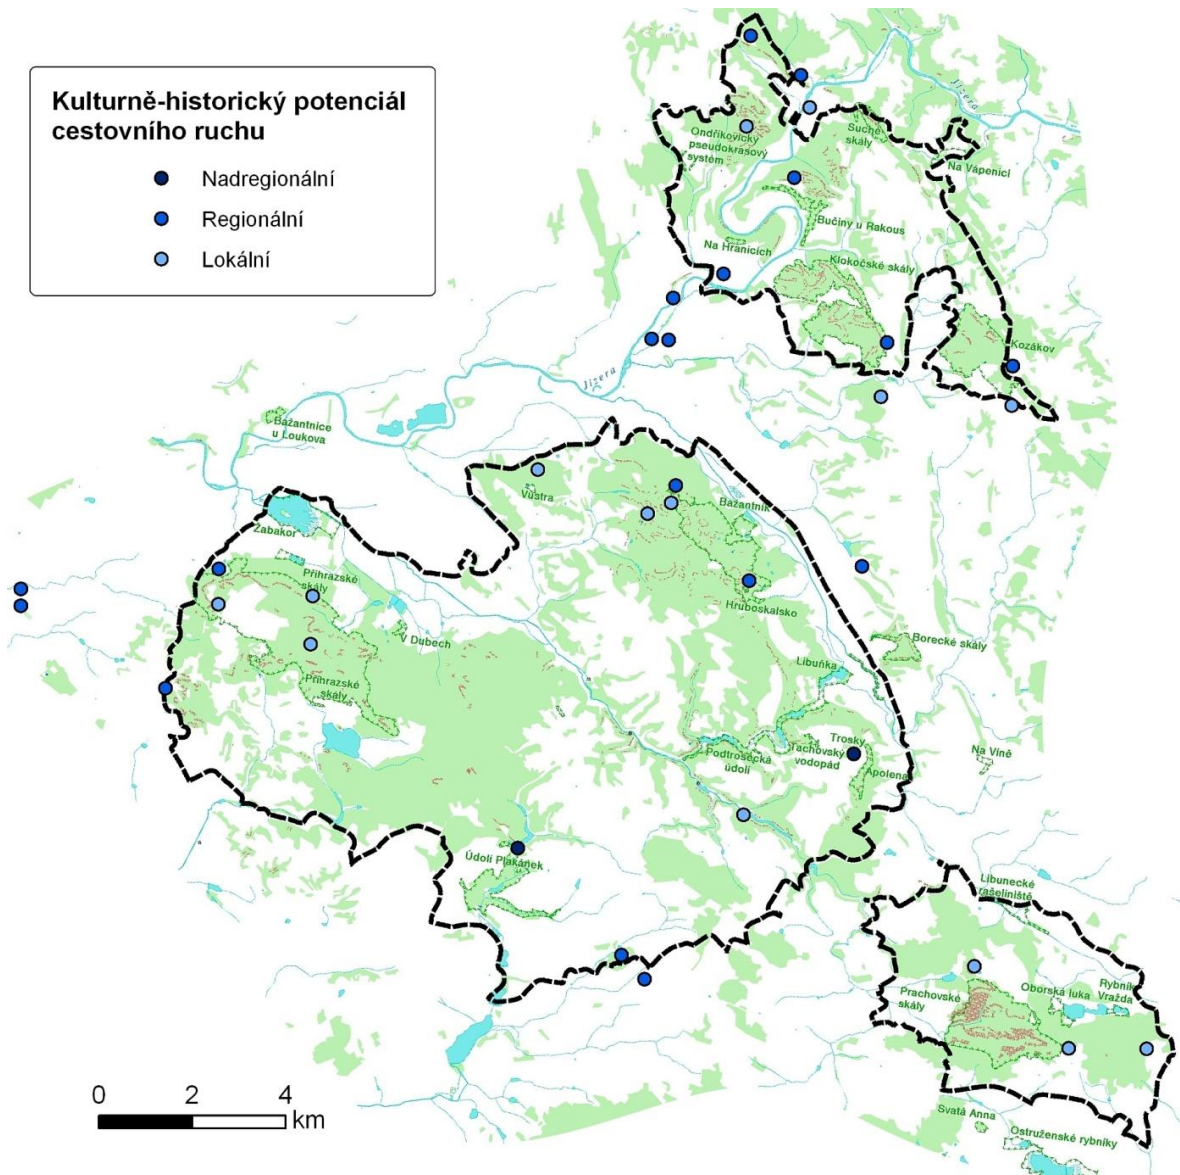 Kulturně-historický potenciál
cestovního ruchu
Nadregionální
Regionální
Lokální
Jizera
Ondříkovický
pseudokrasový
systém
Suché
skály
Na Vápenici
Bučiny u Rakous
Na Hranicích
Klokočské skály
Kozákov
Jizera
Bažantnice
u Loukova
Vústra
Bažantník
Žabakor
Příhrazské
skály
Hruboskalsko
V Dubech
Borecké skály
Libuňka
Příhrazské
skály
Trosky
Tachovský
vodopád
Podtrosecká
údolí
Apolena
Na Víně
Údolí Plakánek
Libunecké
rašeliniště
Prachovské
skály
Oborská luka
Rybník
Vražda
Svatá Anna
Ostruženské rybníky
0 2 4
km